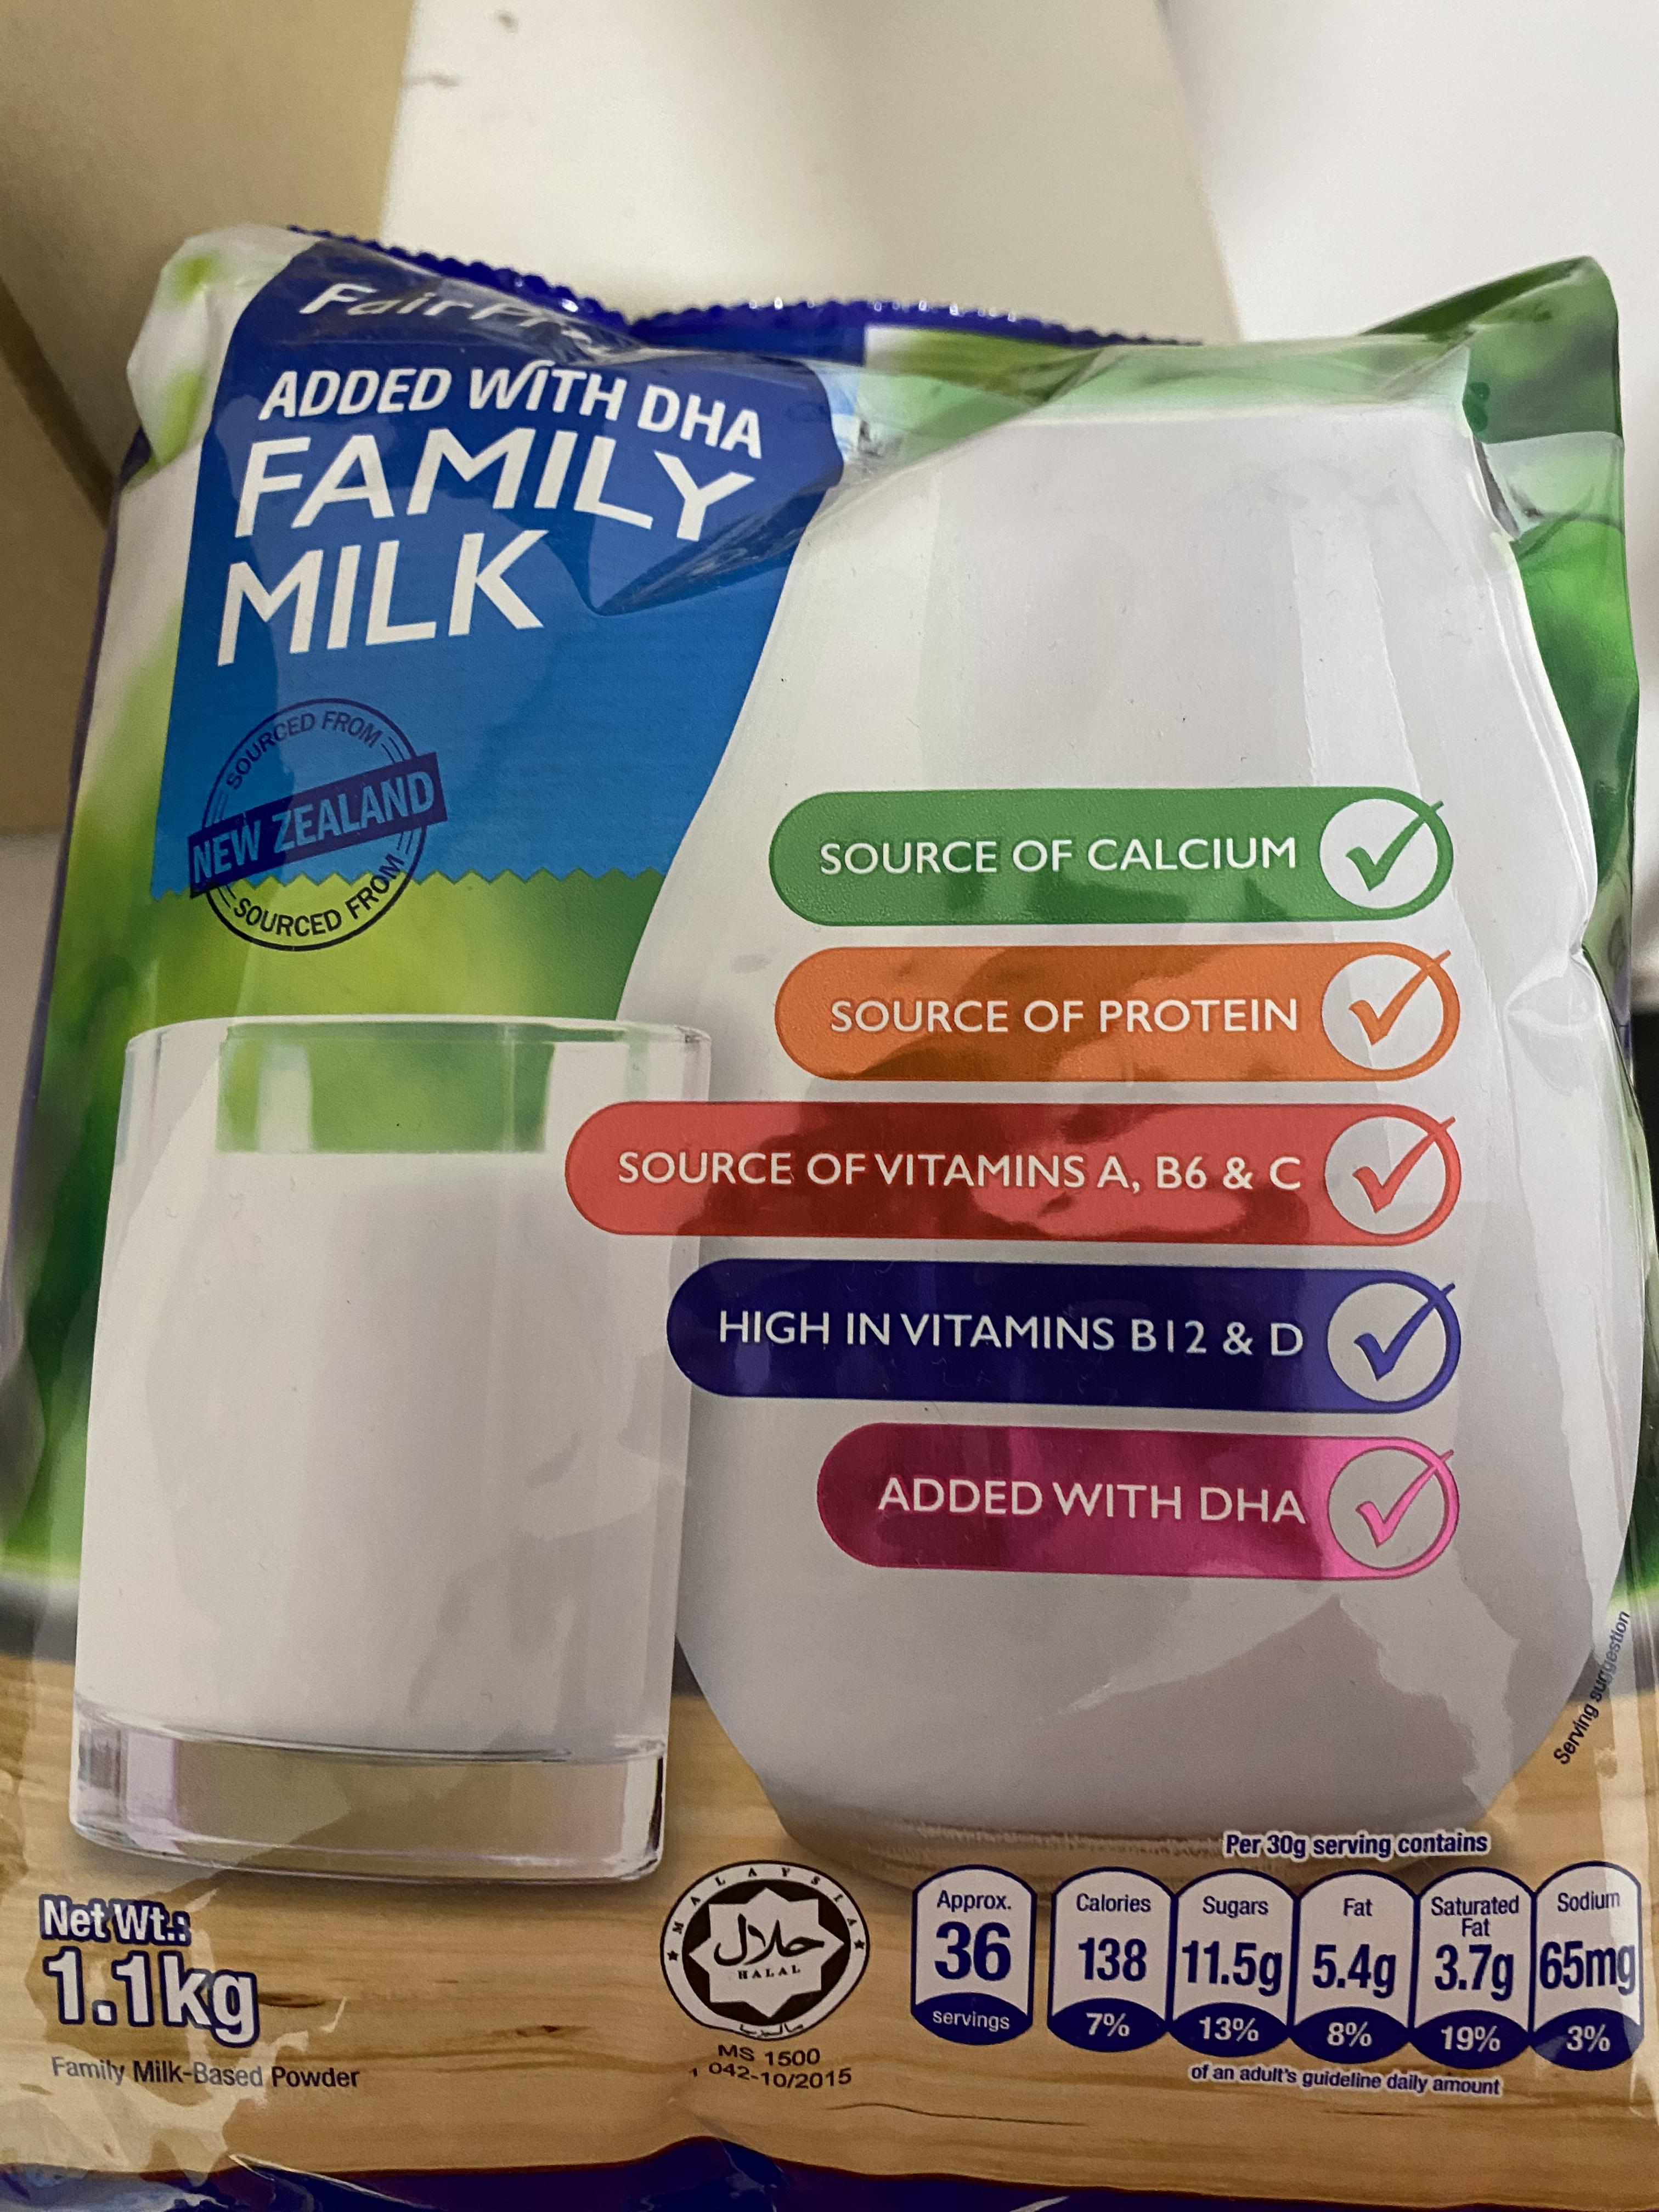 ADDED WITH DHA
FAMILY
MILK
SOURCED FROM
NEW ZEALAND
SOURCED FROM
SOURCE OF CALCIUM
SOURCE OF PROTEIN
SOURCE OF VITAMINS A, B6 & C
HIGH IN VITAMINS B12 & D
ADDED WITH DHA
Serving suggestion
Net Wt.:
1.1kg
Family Milk-Based Powder
MALAYSIA
حلال
HALAL
ماليزيا
MS 1500
1 042-10/2015
Per 30g serving contains
Approx.
36
servings
Calories
138
7%
Sugars
11.5g
13%
Fat
5.4g
8%
Saturated
Fat
3.7g
19%
Sodium
65mg
3%
of an adult's guideline daily amount